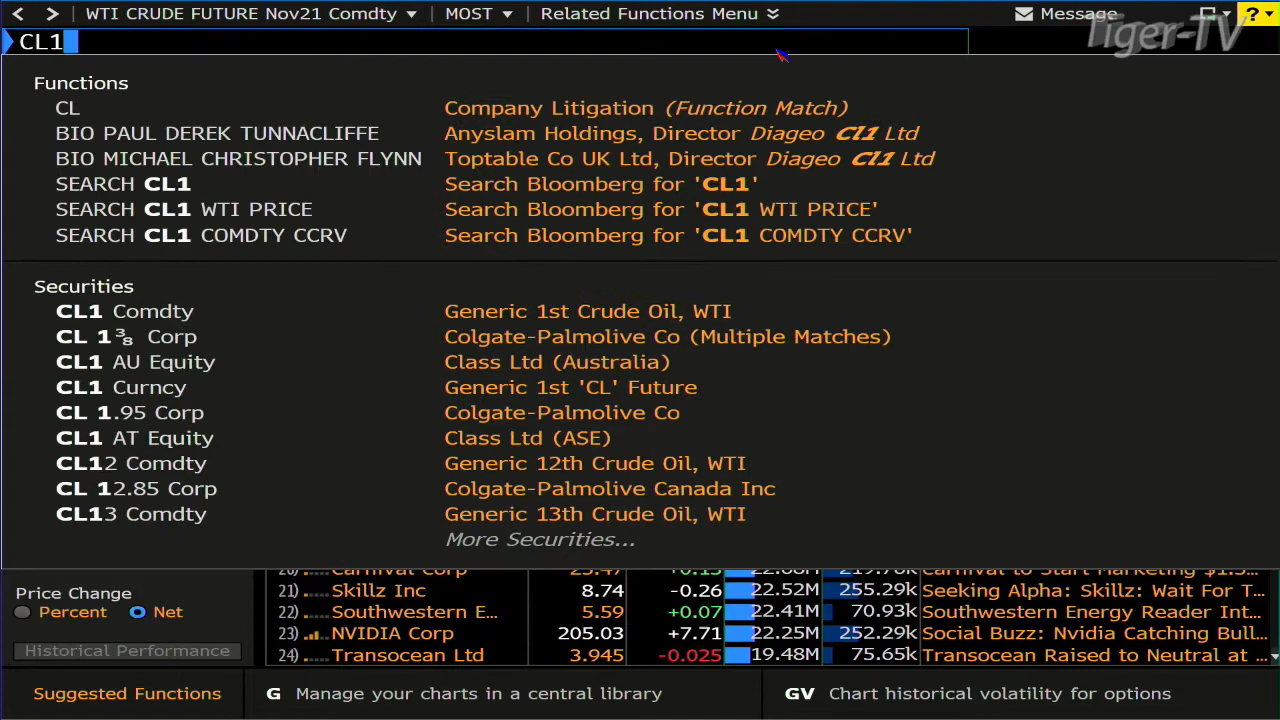 WTI CRUDE FUTURE Nov21 Comdty MOST Related Functions Menu Message ?
Tiger-TV
CL1
Functions
CL Company Litigation (Function Match)
BIO PAUL DEREK TUNNACLIFFE Anyslam Holdings, Director Diageo Cl1 Ltd
BIO MICHAEL CHRISTOPHER FLYNN Toptable Co UK Ltd, Director Diageo Cl1 Ltd
SEARCH CL1 Search Bloomberg for 'CL1'
SEARCH CL1 WTI PRICE Search Bloomberg for 'CL1 WTI PRICE'
SEARCH CL1 COMDTY CCRV Search Bloomberg for 'CL1 COMDTY CCRV'
Securities
CL1 Comdty Generic 1st Crude Oil, WTI
CL 1 ⅜ Corp Colgate-Palmolive Co (Multiple Matches)
CL1 AU Equity Class Ltd (Australia)
CL1 Curncy Generic 1st 'CL' Future
CL 1.95 Corp Colgate-Palmolive Co
CL1 AT Equity Class Ltd (ASE)
CL12 Comdty Generic 12th Crude Oil, WTI
CL 12.85 Corp Colgate-Palmolive Canada Inc
CL13 Comdty Generic 13th Crude Oil, WTI
More Securities...
Carnival Corp Carnival to Start Marketing
Price Change
21) Skillz Inc 8.74 -0.26 22.52M 255.29k Seeking Alpha: Skillz: Wait For T...
Percent Net
22) Southwestern E... 5.59 +0.07 22.41M 70.93k Southwestern Energy Reader Int...
23) NVIDIA Corp 205.03 +7.71 22.25M 252.29k Social Buzz: Nvidia Catching Bull...
Historical Performance
24) Transocean Ltd 3.945 -0.025 19.48M 75.65k Transocean Raised to Neutral at ...
Suggested Functions G Manage your charts in a central library GV Chart historical volatility for options